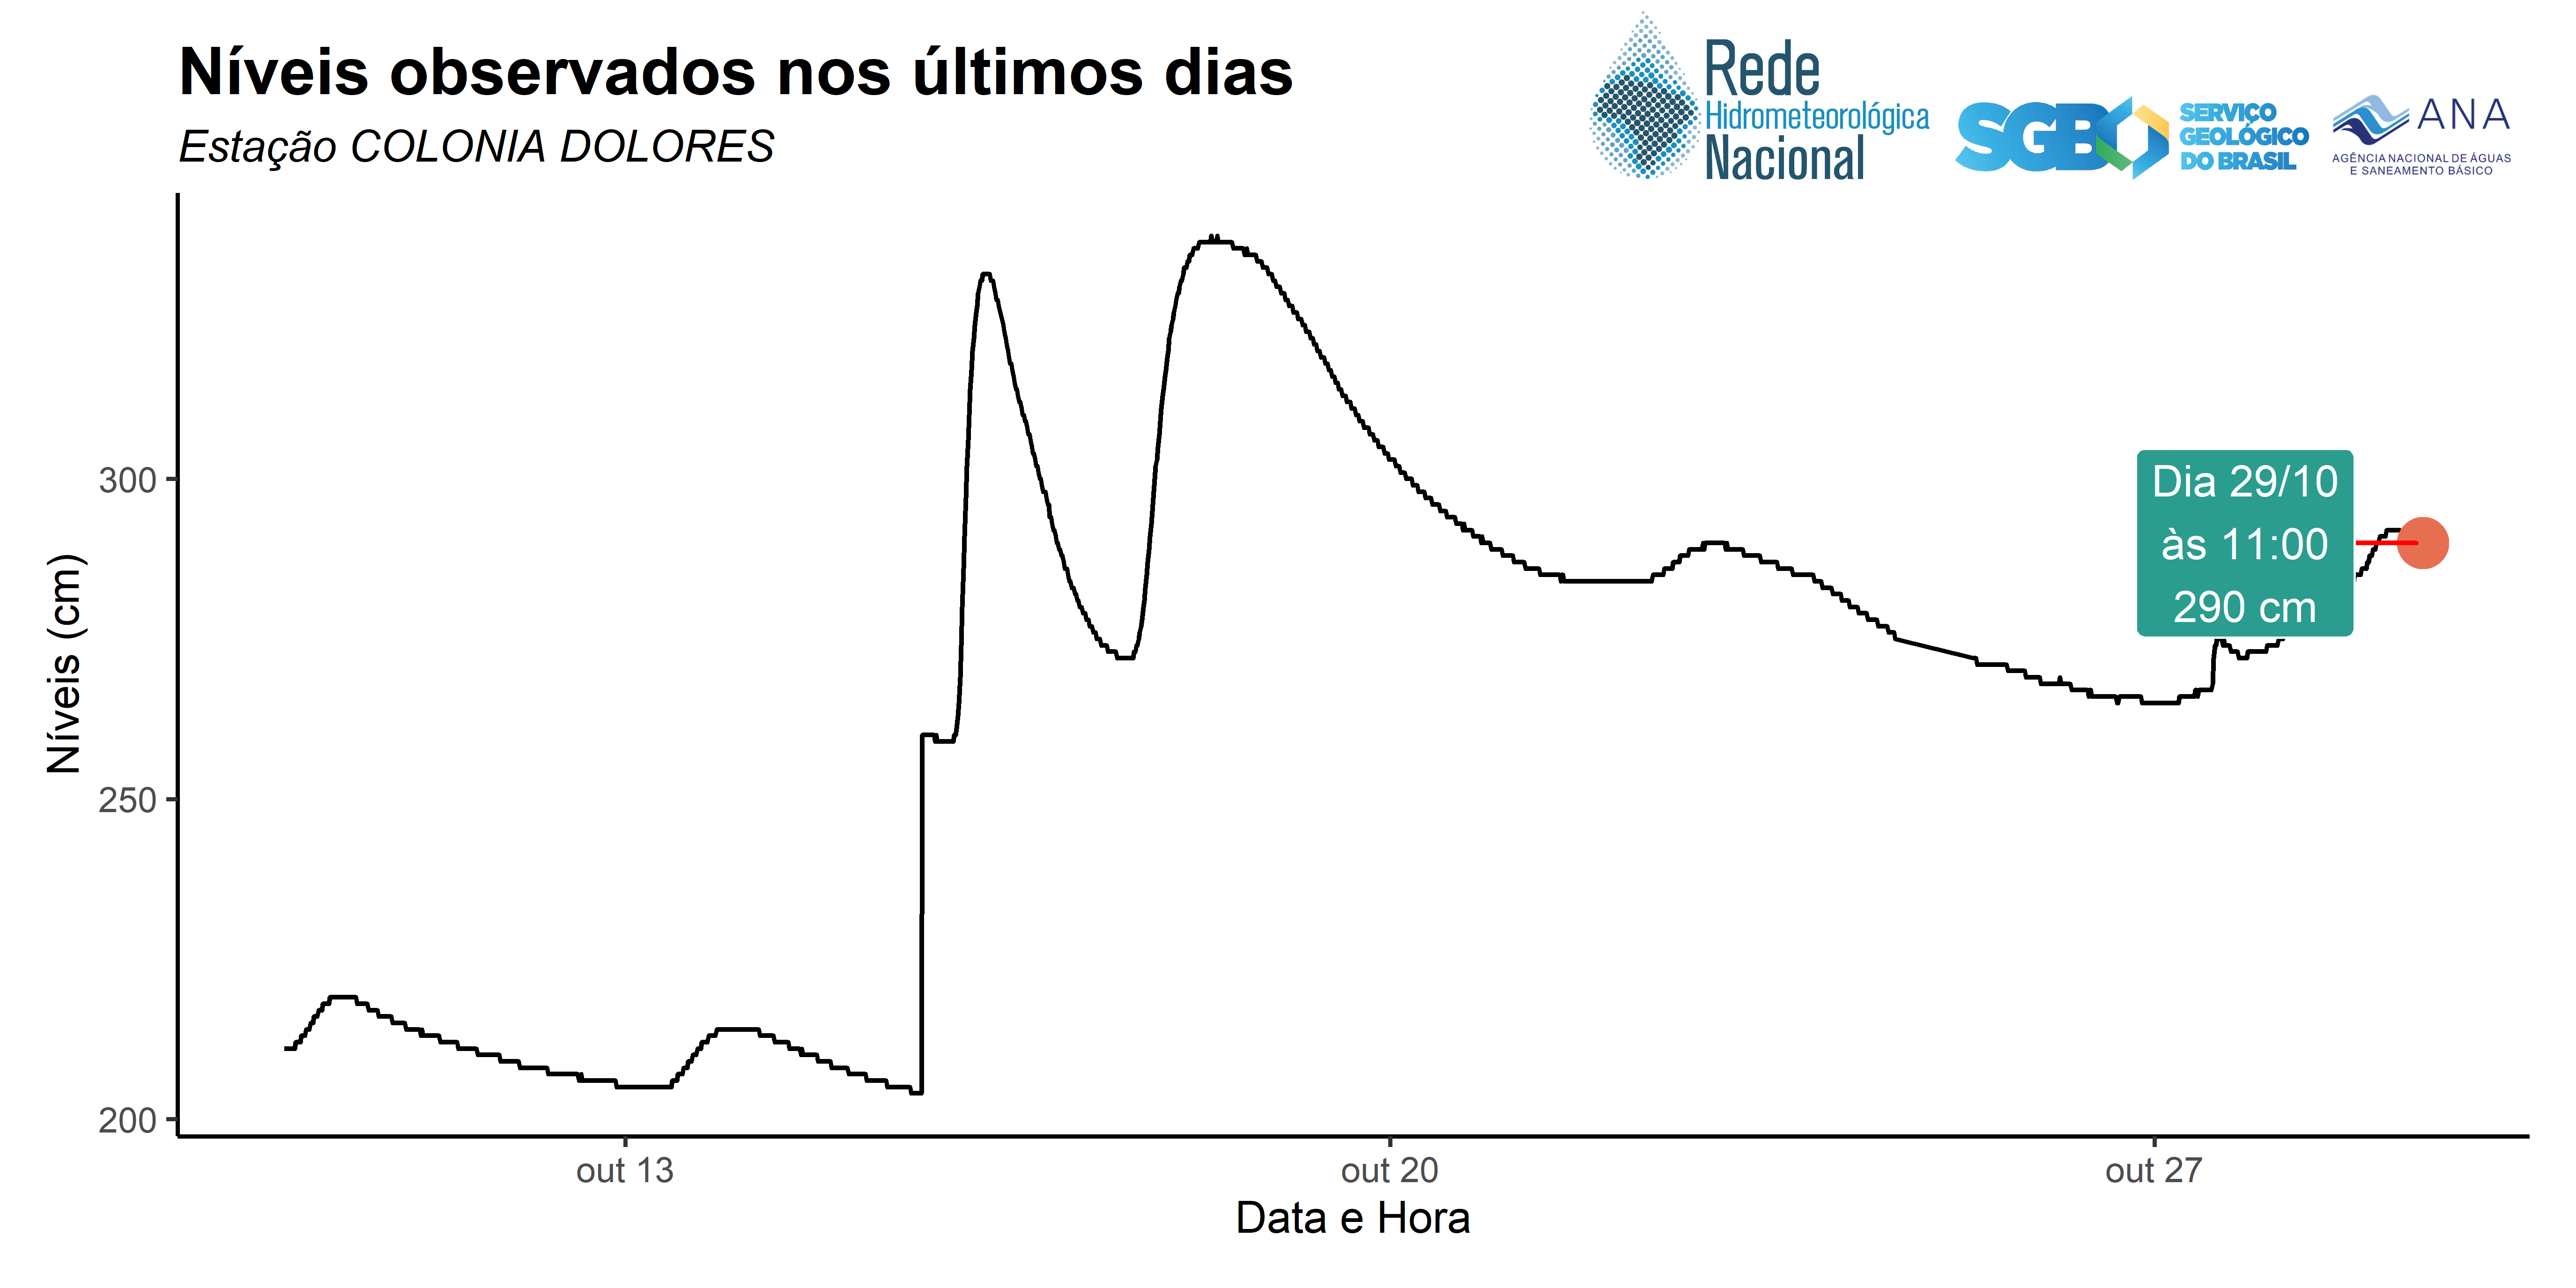 Níveis observados nos últimos dias
Estação COLONIA DOLORES
Rede
Hidrometeorológica
Nacional
SGB
SERVIÇO
GEOLÓGICO
DO BRASIL
ANA
AGÊNCIA NACIONAL DE ÁGUAS
E SANEAMENTO BÁSICO
Níveis (cm)
300
250
200
Dia 29/10
às 11:00
290 cm
out 13
out 20
out 27
Data e Hora